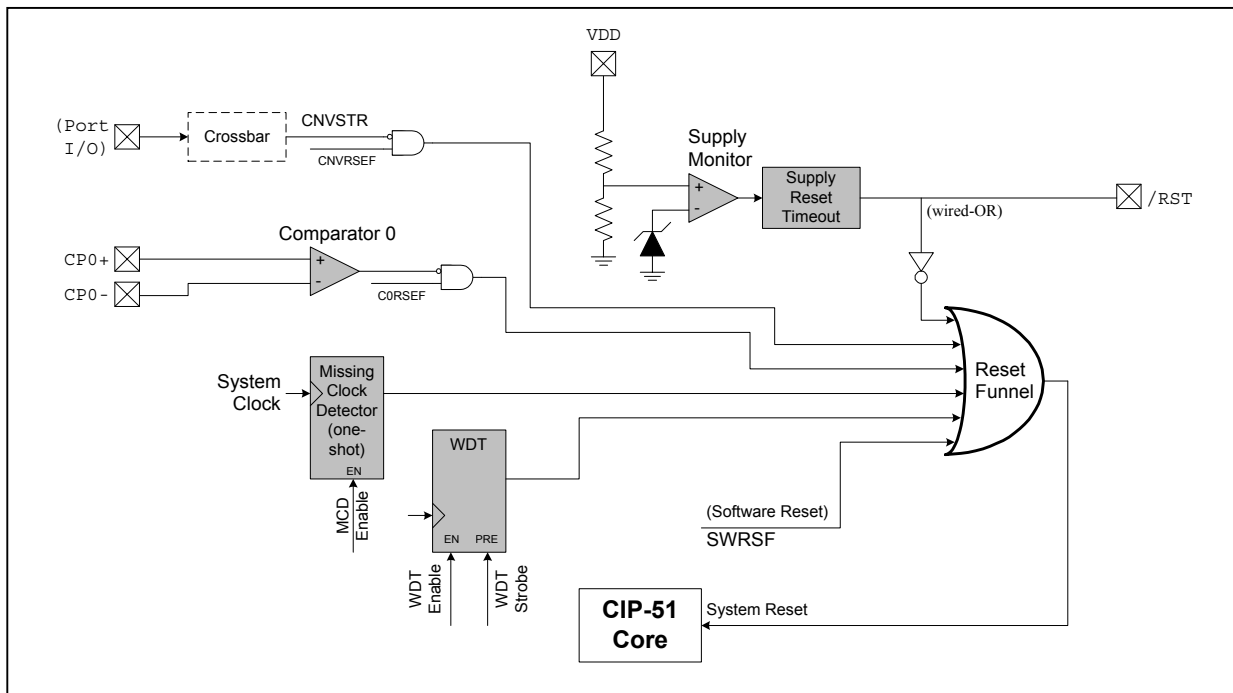 VDD
(Port
I/O)
Crossbar
CNVSTR
CNVRSEF
Supply
Monitor
+
-
Supply
Reset
Timeout
(wired-OR)
/RST
Comparator 0
CP0+
CP0-
+
-
C0RSEF
Reset
Funnel
System
Clock
Missing
Clock
Detector
(one-
shot)
EN
MCD
Enable
WDT
EN
PRE
WDT
Enable
WDT
Strobe
(Software Reset)
SWRSF
CIP-51
Core
System Reset